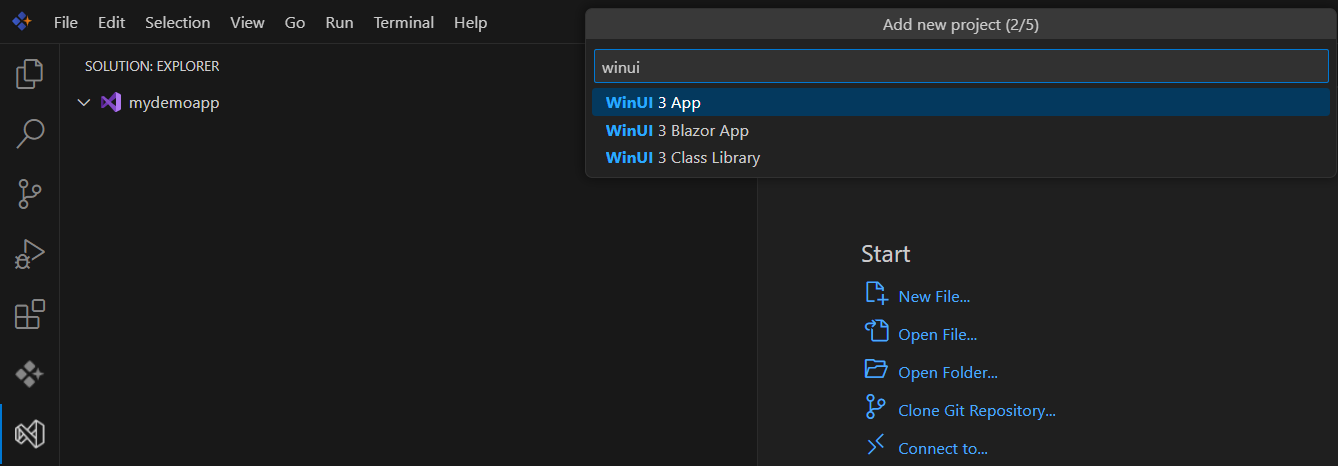 File Edit Selection View Go Run Terminal Help
Add new project (2/5)
winui
WinUI 3 App
WinUI 3 Blazor App
WinUI 3 Class Library
SOLUTION: EXPLORER
mydemoapp
Start
New File...
Open File...
Open Folder...
Clone Git Repository...
Connect to...